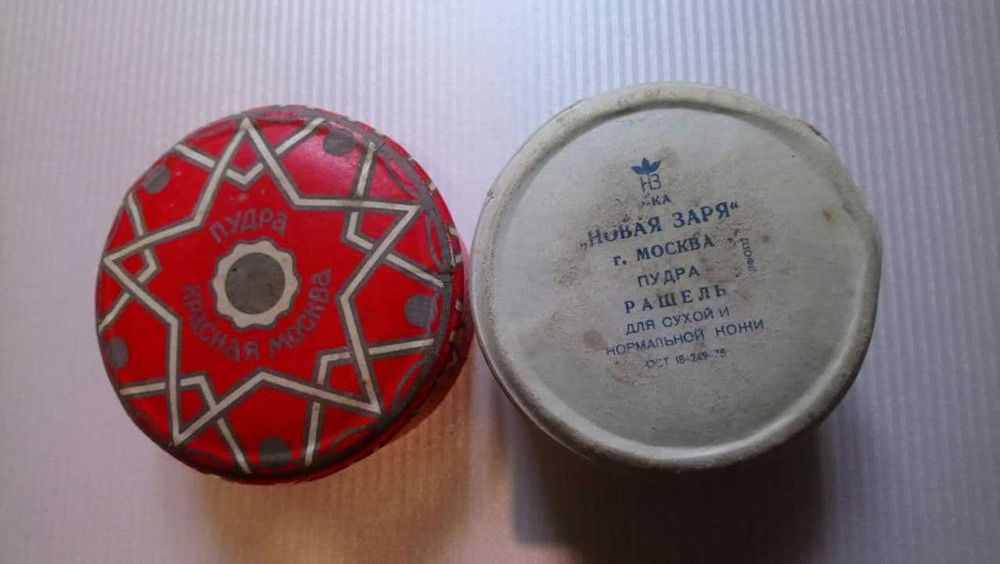 ПУДРА
КРАСНАЯ МОСКВА
НЗ
„НОВАЯ ЗАРЯ“
г. МОСКВА
ПУДРА
РАШЕЛЬ
ДЛЯ СУХОЙ И
НОРМАЛЬНОЙ КОЖИ
ОСТ 18-249-75